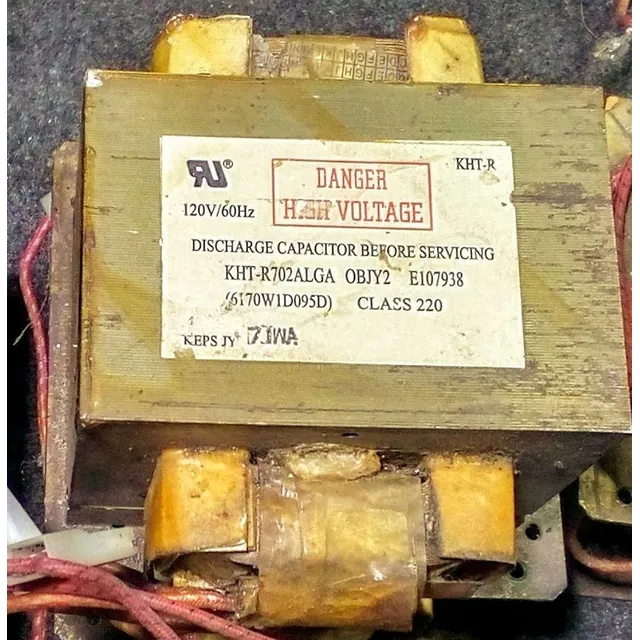 RU®
DANGER
HIGH VOLTAGE
KHT-R
120V/60Hz
DISCHARGE CAPACITOR BEFORE SERVICING
KHT-R702ALGA OBJY2 E107938
(6170W1D095D) CLASS 220
KEPS JY